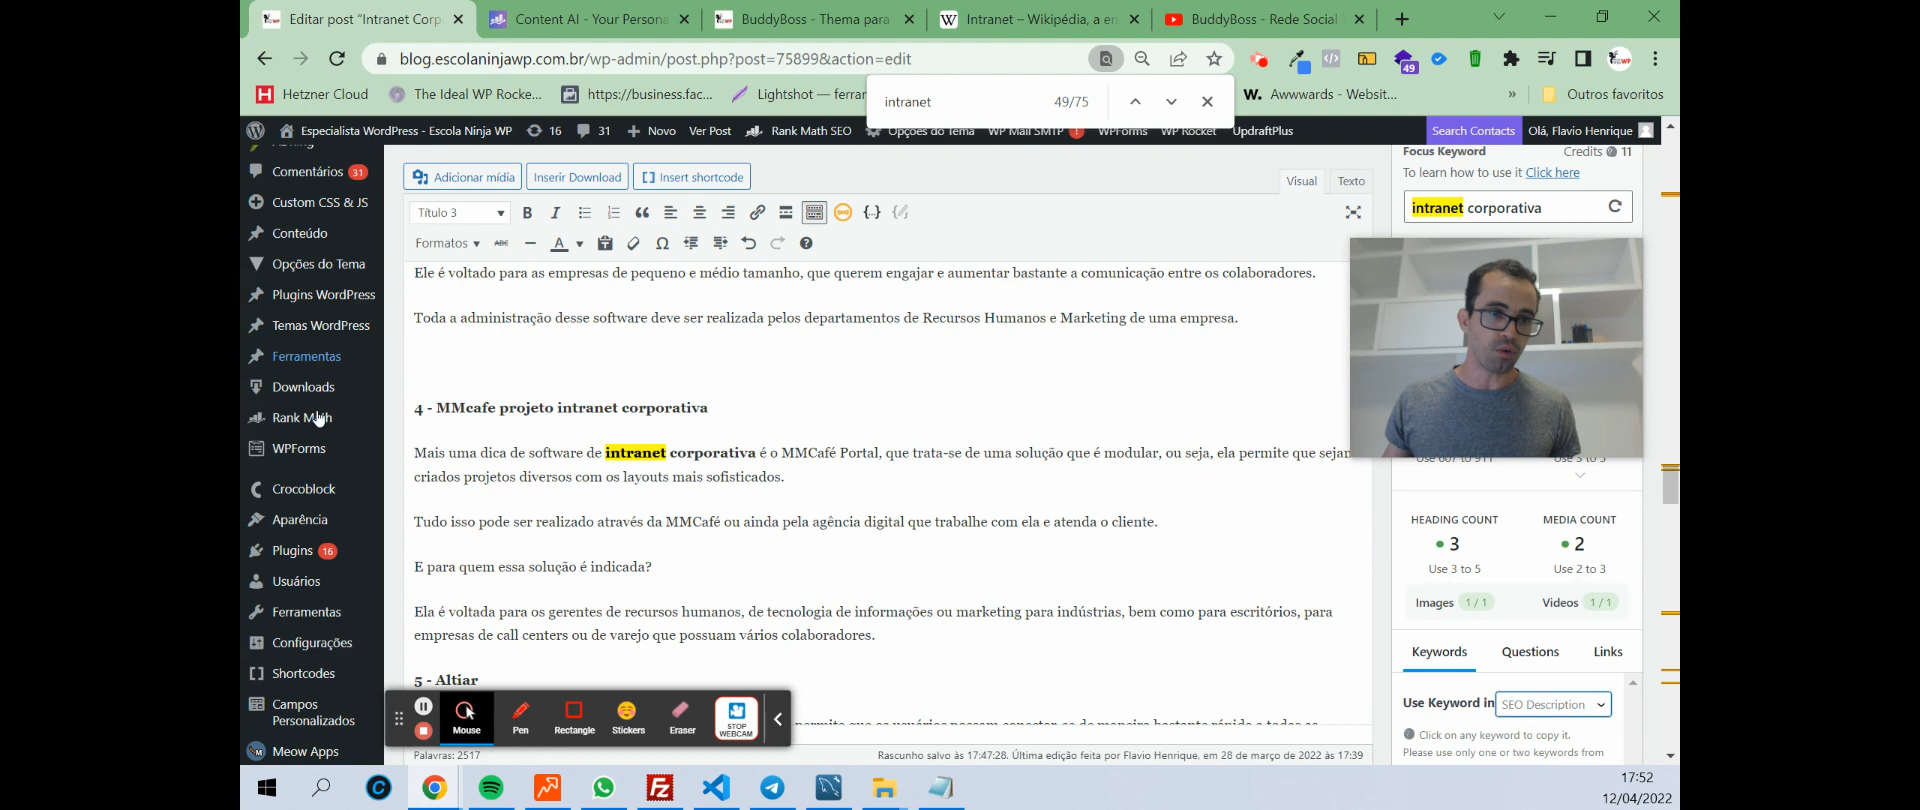 Editar post "Intranet Corp
Content AI - Your Persona
BuddyBoss - Thema para
Intranet – Wikipédia, a en
BuddyBoss - Rede Social
blog.escolaninjawp.com.br/wp-admin/post.php?post=75899&action=edit
49
Hetzner Cloud
The Ideal WP Rocke...
https://business.fac...
Lightshot — ferrar
intranet
49/75
Awwwards - Websit...
»
Outros favoritos
Especialista WordPress - Escola Ninja WP
16
31
Novo
Ver Post
Rank Math SEO
Opções do Tema
WP Mail SMTP
WPForms
WP Rocket
UpdraftPlus
Search Contacts
Olá, Flavio Henrique
Comentários 31
Custom CSS & JS
Conteúdo
Opções do Tema
Plugins WordPress
Temas WordPress
Ferramentas
Downloads
Rank Math
WPForms
Crocoblock
Aparência
Plugins 16
Usuários
Ferramentas
Configurações
Shortcodes
Campos
Personalizados
Meow Apps
Adicionar mídia
Inserir Download
Insert shortcode
Visual
Texto
Título 3
Formatos
Ele é voltado para as empresas de pequeno e médio tamanho, que querem engajar e aumentar bastante a comunicação entre os colaboradores.
Toda a administração desse software deve ser realizada pelos departamentos de Recursos Humanos e Marketing de uma empresa.
4 - MMcafe projeto intranet corporativa
Mais uma dica de software de intranet corporativa é o MMCafé Portal, que trata-se de uma solução que é modular, ou seja, ela permite que sejam
criados projetos diversos com os layouts mais sofisticados.
Tudo isso pode ser realizado através da MMCafé ou ainda pela agência digital que trabalhe com ela e atenda o cliente.
E para quem essa solução é indicada?
Ela é voltada para os gerentes de recursos humanos, de tecnologia de informações ou marketing para indústrias, bem como para escritórios, para
empresas de call centers ou de varejo que possuam vários colaboradores.
5 - Altiar
Mouse
Pen
Rectangle
Stickers
Eraser
STOP
WEBCAM
Palavras: 2517
Rascunho salvo às 17:47:28. Última edição feita por Flavio Henrique, em 28 de março de 2022 às 17:39
Focus Keyword
Credits 11
To learn how to use it Click here
intranet corporativa
HEADING COUNT
MEDIA COUNT
3
2
Use 3 to 5
Use 2 to 3
Images 1 / 1
Videos 1 / 1
Keywords
Questions
Links
Use Keyword in
SEO Description
Click on any keyword to copy it.
Please use only one or two keywords from
17:52
12/04/2022